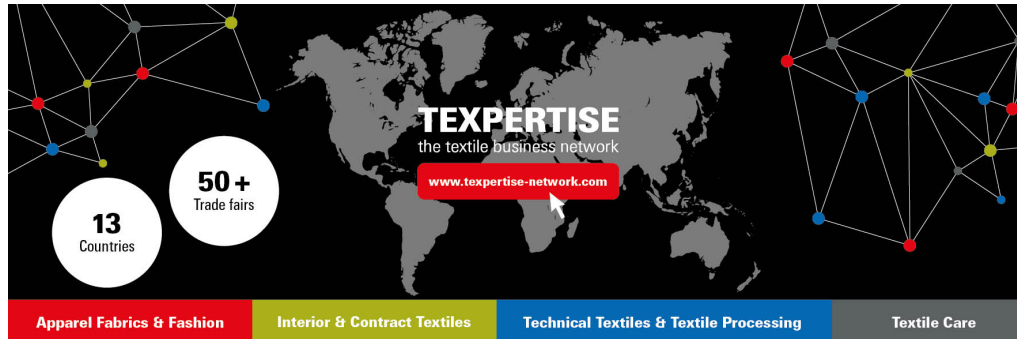 TEXPERTISE
the textile business network
www.texpertise-network.com
50+
Trade fairs
13
Countries
Apparel Fabrics & Fashion
Interior & Contract Textiles
Technical Textiles & Textile Processing
Textile Care